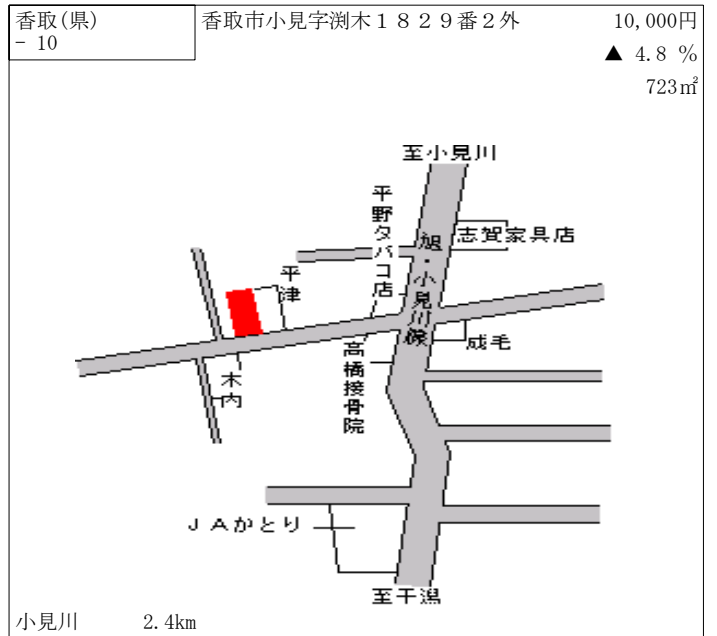 香取(県)
- 10
香取市小見字渕木１８２９番２外
10,000円
▲ 4.8 %
723㎡
至小見川
平野タバコ店
旭・小見川線
志賀家具店
平津
成毛
高橋接骨院
木内
ＪＡかとり
至干潟
小見川 2.4km